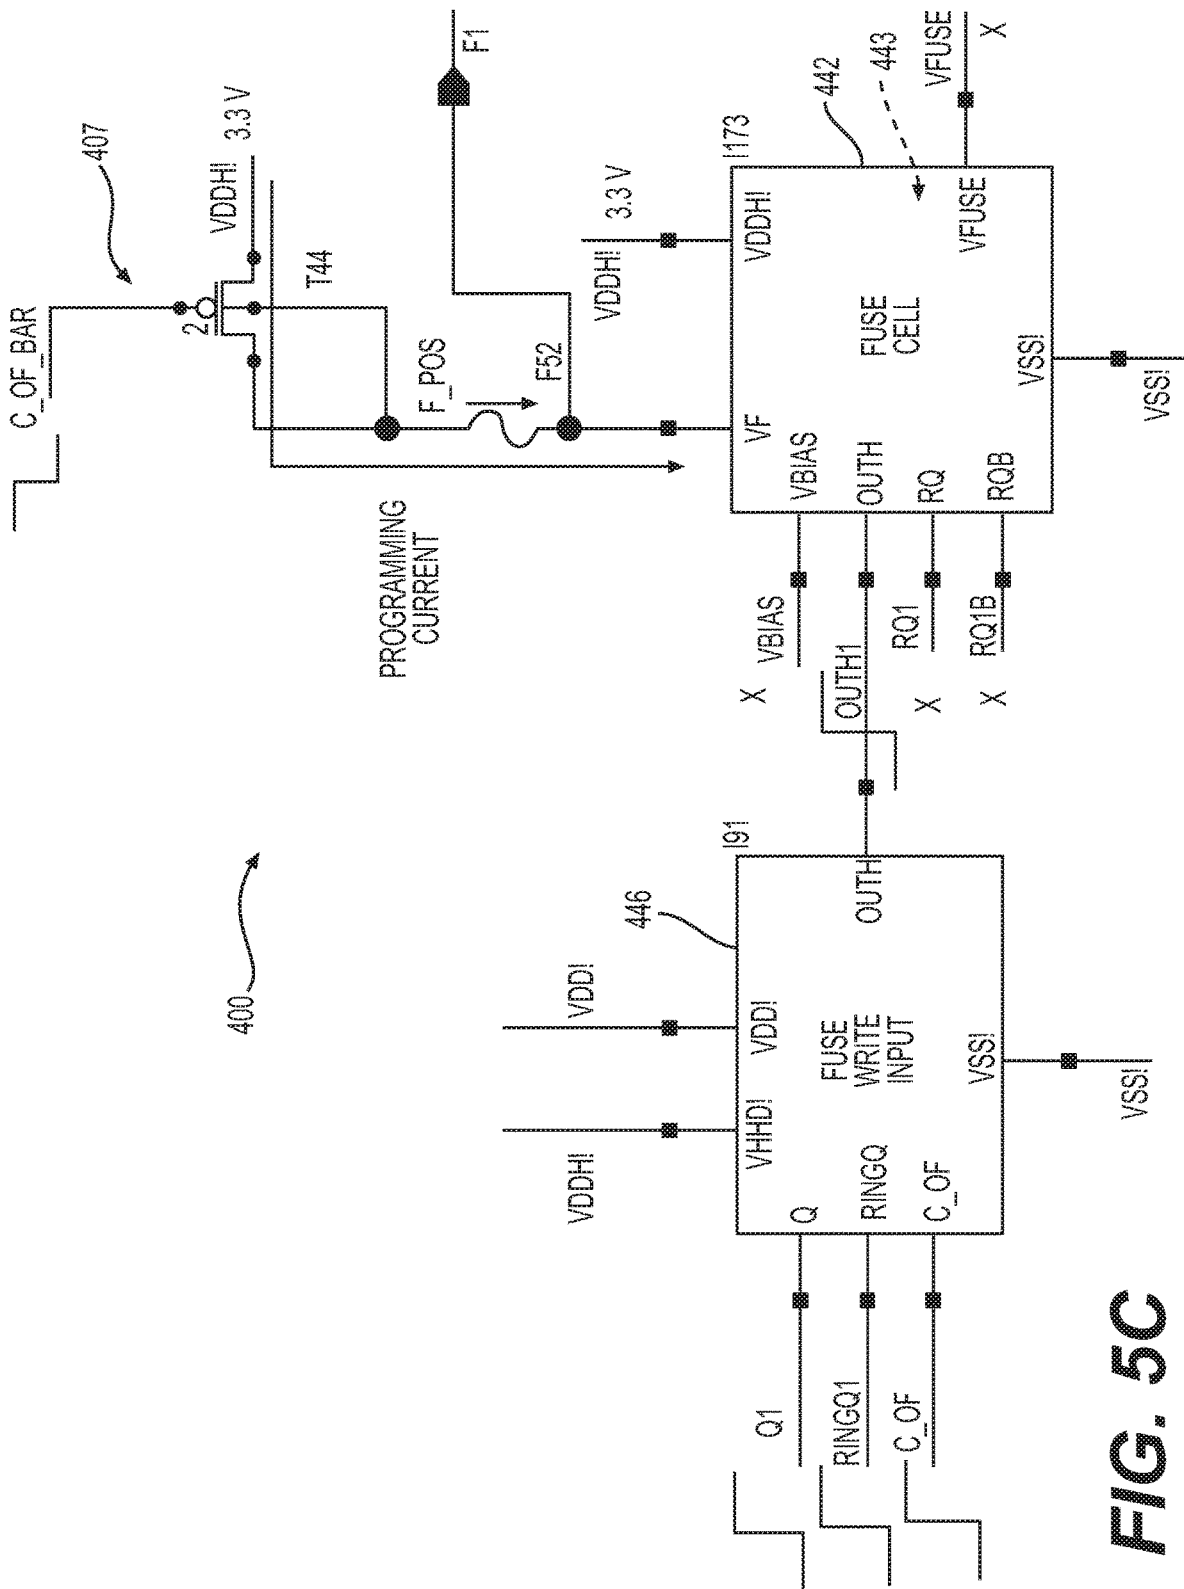 400
C_OF_BAR
407
VDDH!
3.3 V
2
T44
PROGRAMMING
CURRENT
F_POS
F52
F1
VDDH!
3.3 V
VDDH!
VDD!
446
I91
VHHD!
VDD!
Q
RINGQ
C_OF
FUSE
WRITE
INPUT
OUTH
VSS!
VSS!
Q1
RINGQ1
C_OF
X
VBIAS
OUTH1
RQ1
X
RQ1B
X
I173
442
443
VF
VDDH!
VBIAS
OUTH
RQ
RQB
FUSE
CELL
VFUSE
VSS!
VFUSE
X
VSS!
FIG. 5C